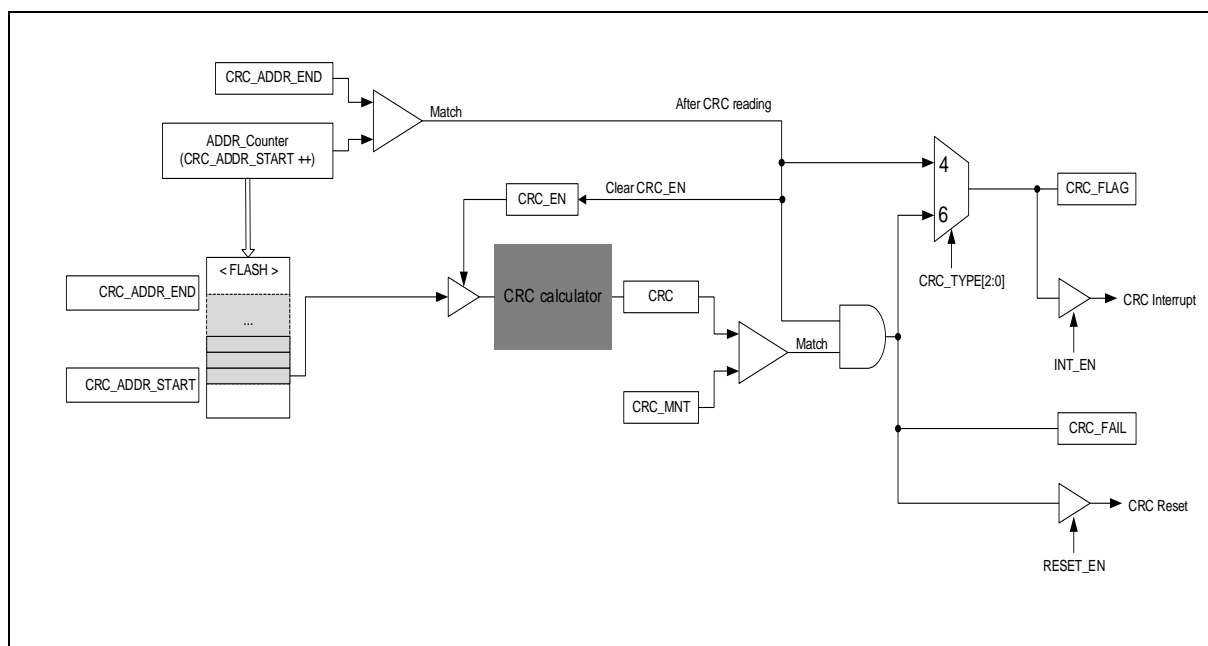 CRC_ADDR_END
Match
After CRC reading
ADDR_Counter
(CRC_ADDR_START ++)
4
CRC_EN
Clear CRC_EN
CRC_FLAG
6
< FLASH >
CRC_ADDR_END
CRC_TYPE[2:0]
CRC calculator
CRC
CRC Interrupt
...
Match
INT_EN
CRC_ADDR_START
CRC_MNT
CRC_FAIL
CRC Reset
RESET_EN